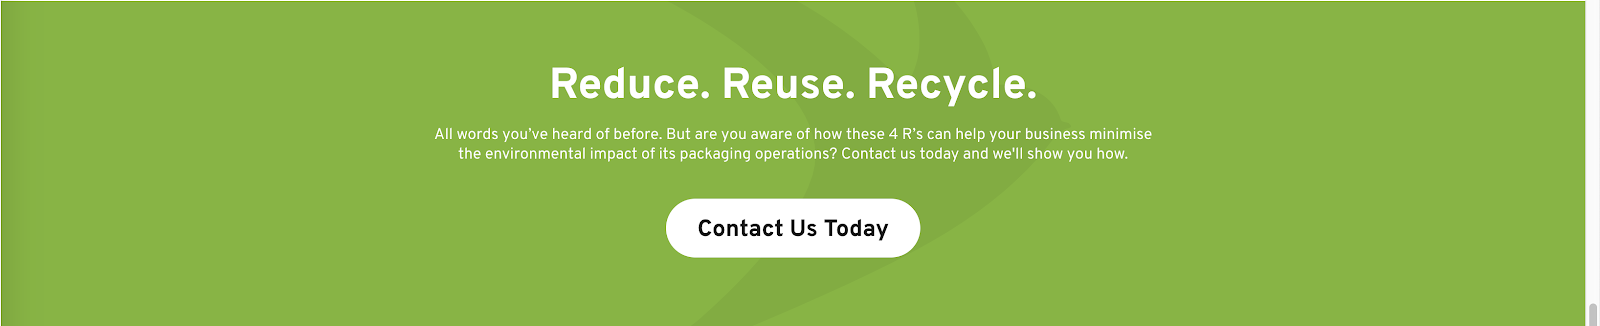 Reduce. Reuse. Recycle.
All words you've heard of before. But are you aware of how these 4 R's can help your business minimise
the environmental impact of its packaging operations? Contact us today and we'll show you how.
Contact Us Today